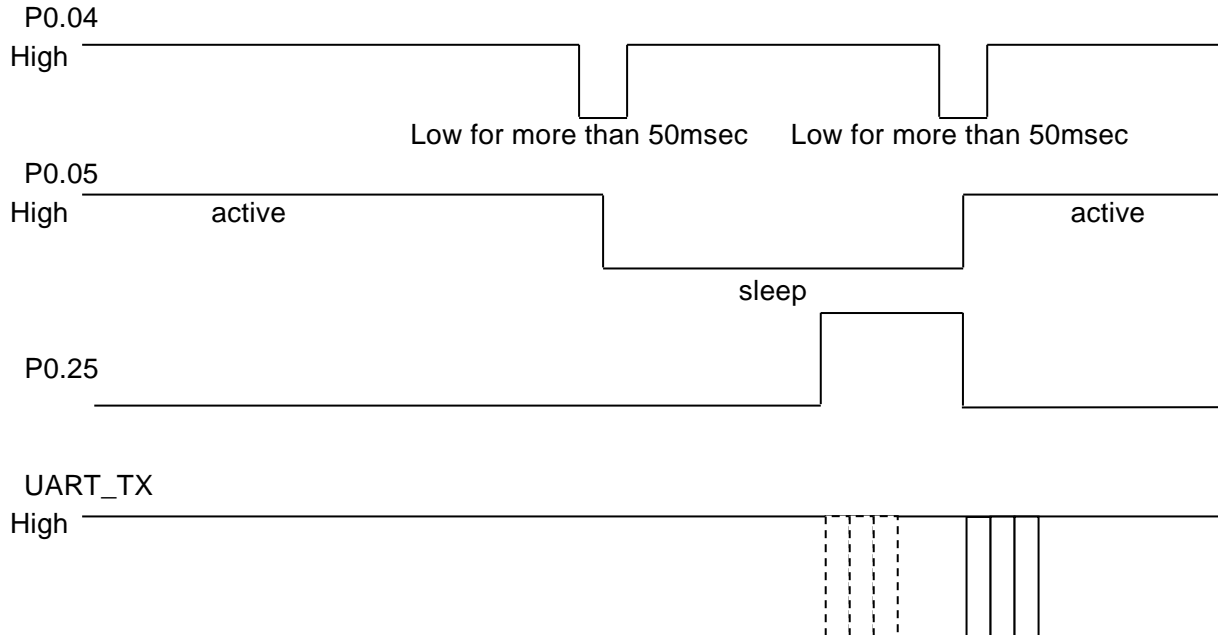 P0.04
High
Low for more than 50msec Low for more than 50msec
P0.05
High active active
sleep
P0.25
UART_TX
High